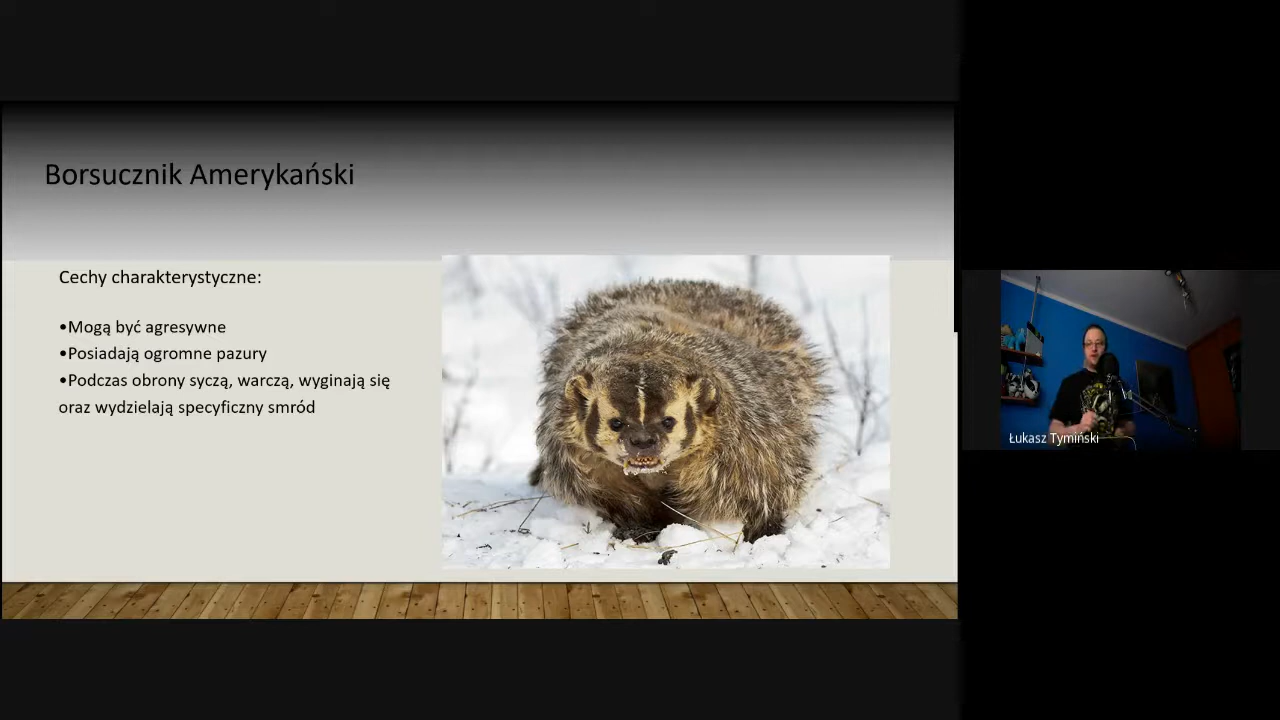 Borsucznik Amerykański
Cechy charakterystyczne:
•Mogą być agresywne
•Posiadają ogromne pazury
•Podczas obrony syczą, warczą, wyginają się
oraz wydzielają specyficzny smród
Łukasz Tymiński